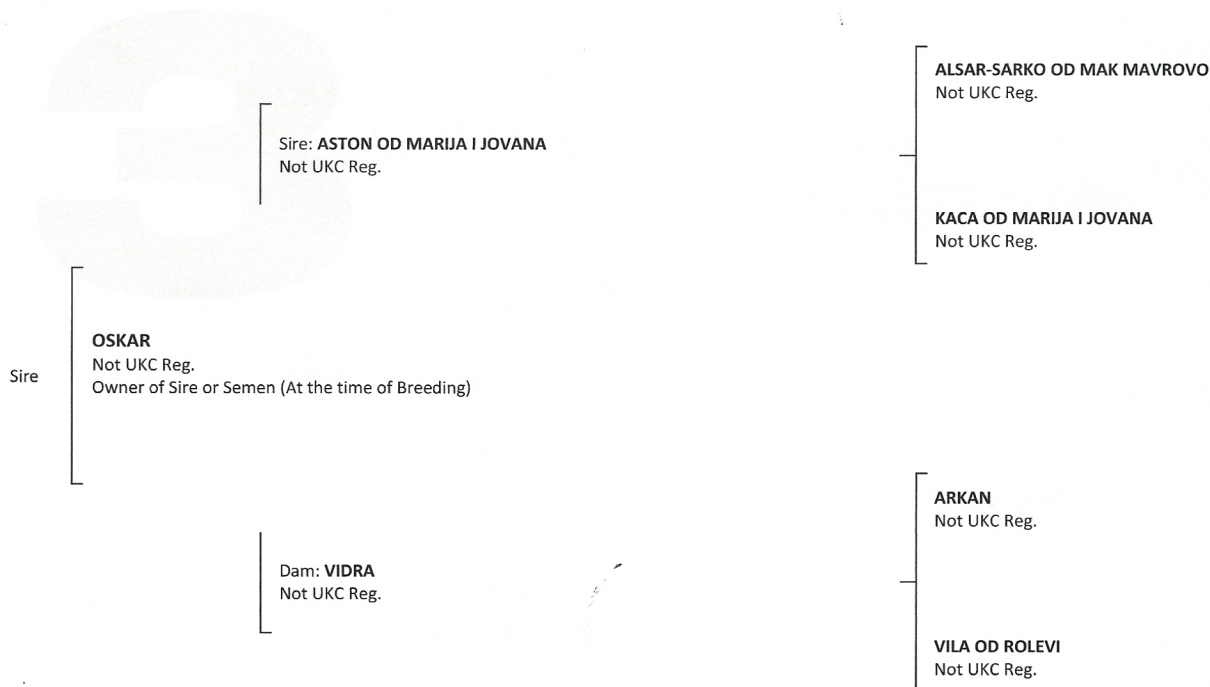 ALSAR-SARKO OD MAK MAVROVO
Not UKC Reg.
Sire: ASTON OD MARIJA I JOVANA
Not UKC Reg.
KACA OD MARIJA I JOVANA
Not UKC Reg.
Sire
OSKAR
Not UKC Reg.
Owner of Sire or Semen (At the time of Breeding)
ARKAN
Not UKC Reg.
Dam: VIDRA
Not UKC Reg.
VILA OD ROLEVI
Not UKC Reg.
3